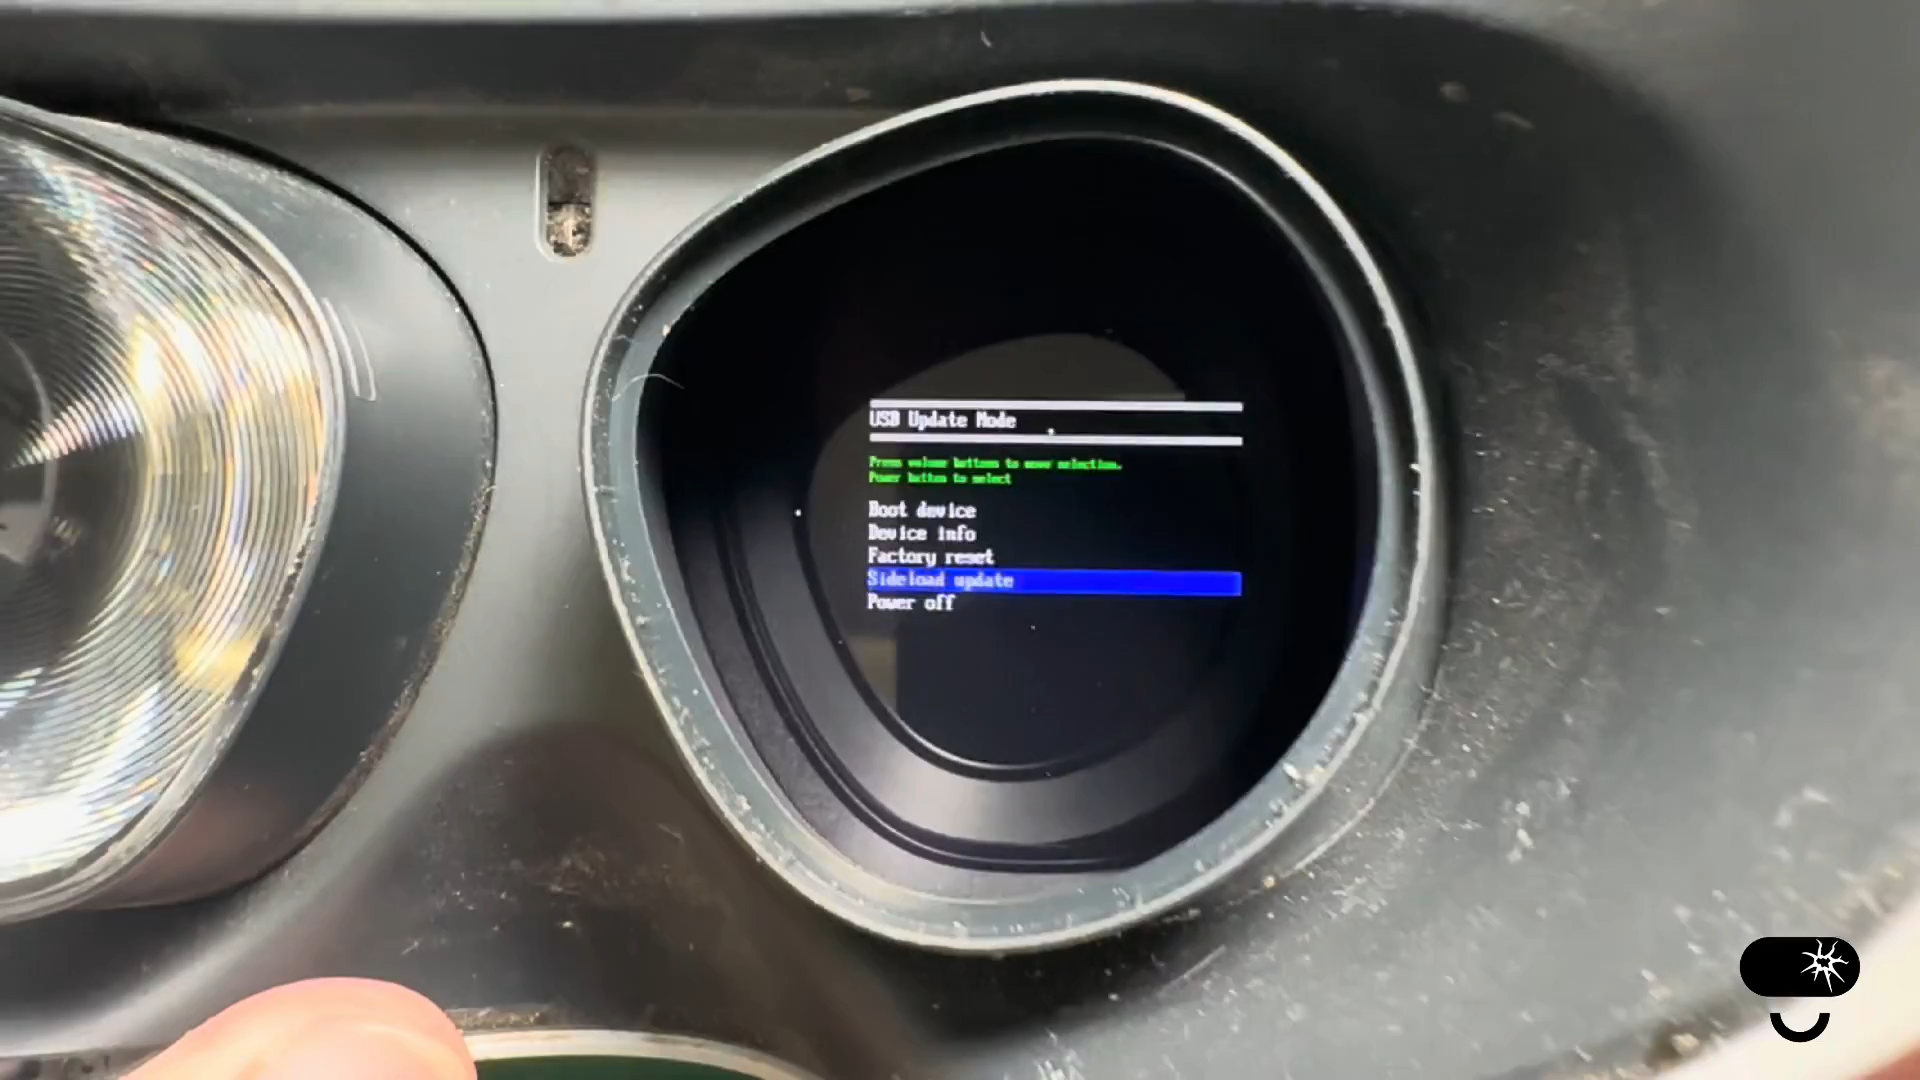 USB Update Mode
Press volume buttons to move selection.
Power button to select
Boot device
Device info
Factory reset
Sideload update
Power off